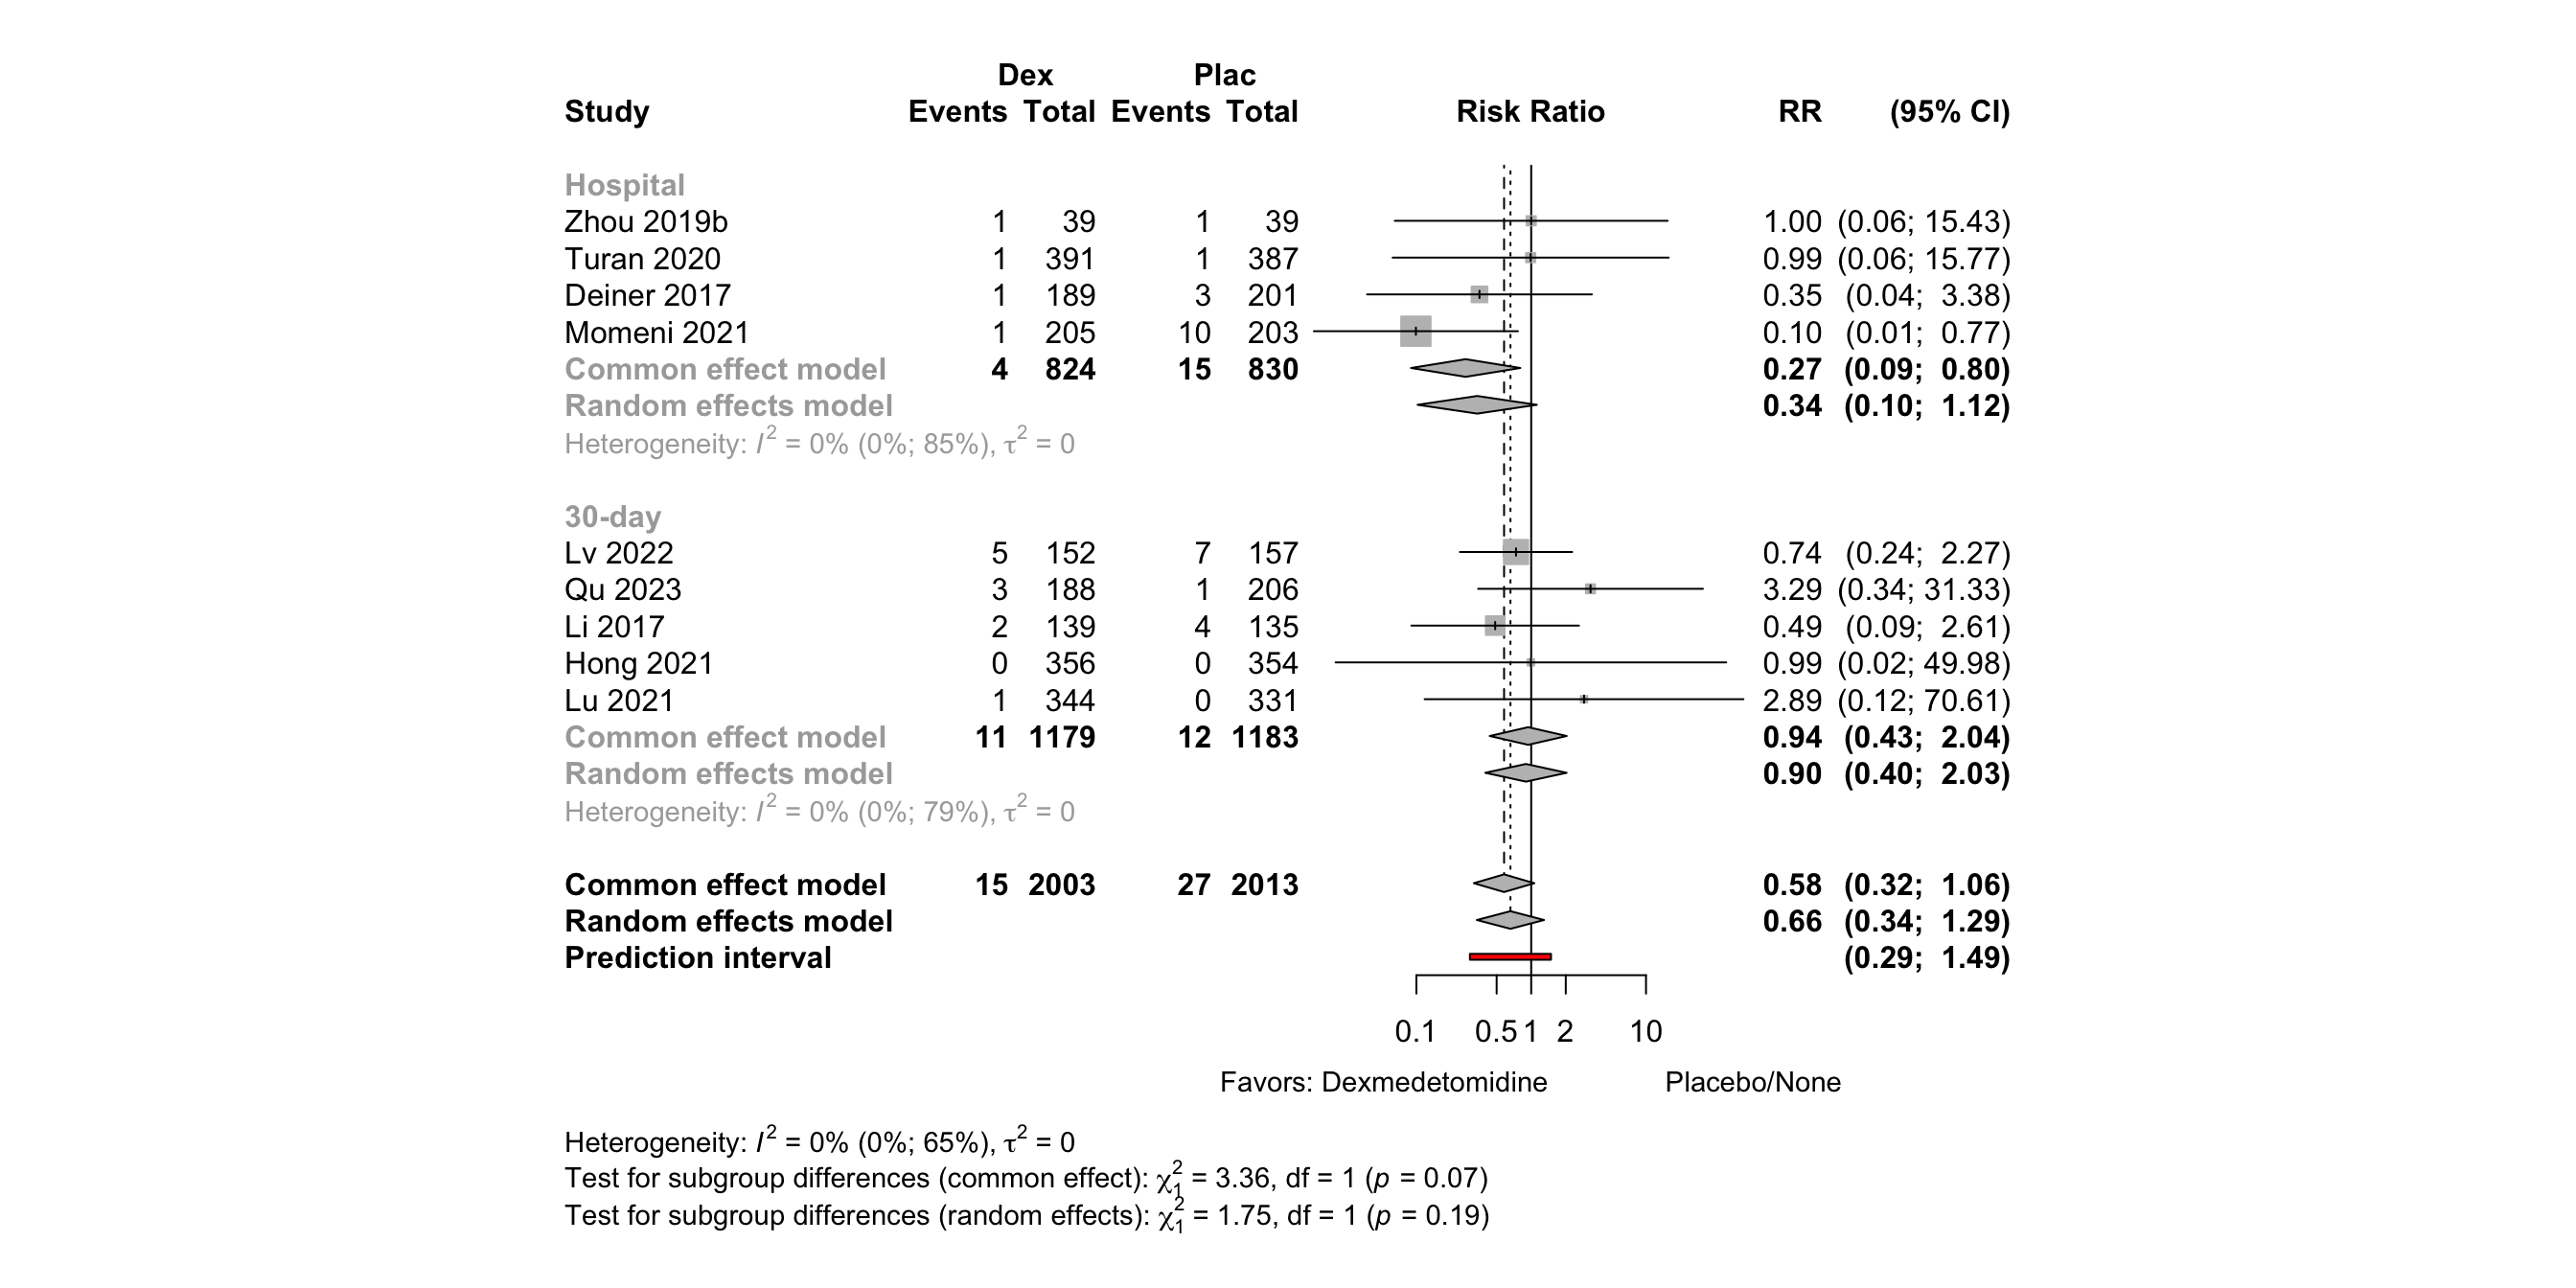 Dex Plac
Study Events Total Events Total Risk Ratio RR (95% CI)
Hospital
Zhou 2019b 1 39 1 39 1.00 (0.06; 15.43)
Turan 2020 1 391 1 387 0.99 (0.06; 15.77)
Deiner 2017 1 189 3 201 0.35 (0.04; 3.38)
Momeni 2021 1 205 10 203 0.10 (0.01; 0.77)
Common effect model 4 824 15 830 0.27 (0.09; 0.80)
Random effects model 0.34 (0.10; 1.12)
Heterogeneity: I² = 0% (0%; 85%), τ² = 0
30-day
Lv 2022 5 152 7 157 0.74 (0.24; 2.27)
Qu 2023 3 188 1 206 3.29 (0.34; 31.33)
Li 2017 2 139 4 135 0.49 (0.09; 2.61)
Hong 2021 0 356 0 354 0.99 (0.02; 49.98)
Lu 2021 1 344 0 331 2.89 (0.12; 70.61)
Common effect model 11 1179 12 1183 0.94 (0.43; 2.04)
Random effects model 0.90 (0.40; 2.03)
Heterogeneity: I² = 0% (0%; 79%), τ² = 0
Common effect model 15 2003 27 2013 0.58 (0.32; 1.06)
Random effects model 0.66 (0.34; 1.29)
Prediction interval (0.29; 1.49)
0.1 0.5 1 2 10
Favors: Dexmedetomidine Placebo/None
Heterogeneity: I² = 0% (0%; 65%), τ² = 0
Test for subgroup differences (common effect): χ²₁ = 3.36, df = 1 (p = 0.07)
Test for subgroup differences (random effects): χ²₁ = 1.75, df = 1 (p = 0.19)